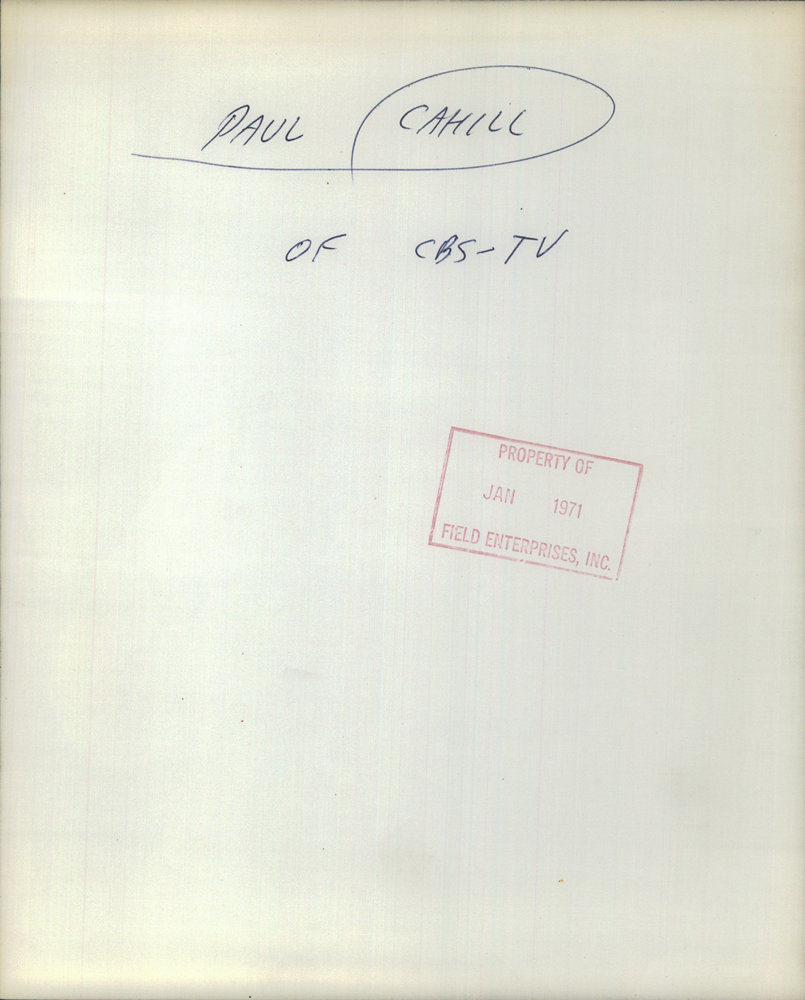 PAUL CAHILL
OF CBS-TV
PROPERTY OF
JAN 1971
FIELD ENTERPRISES, INC.